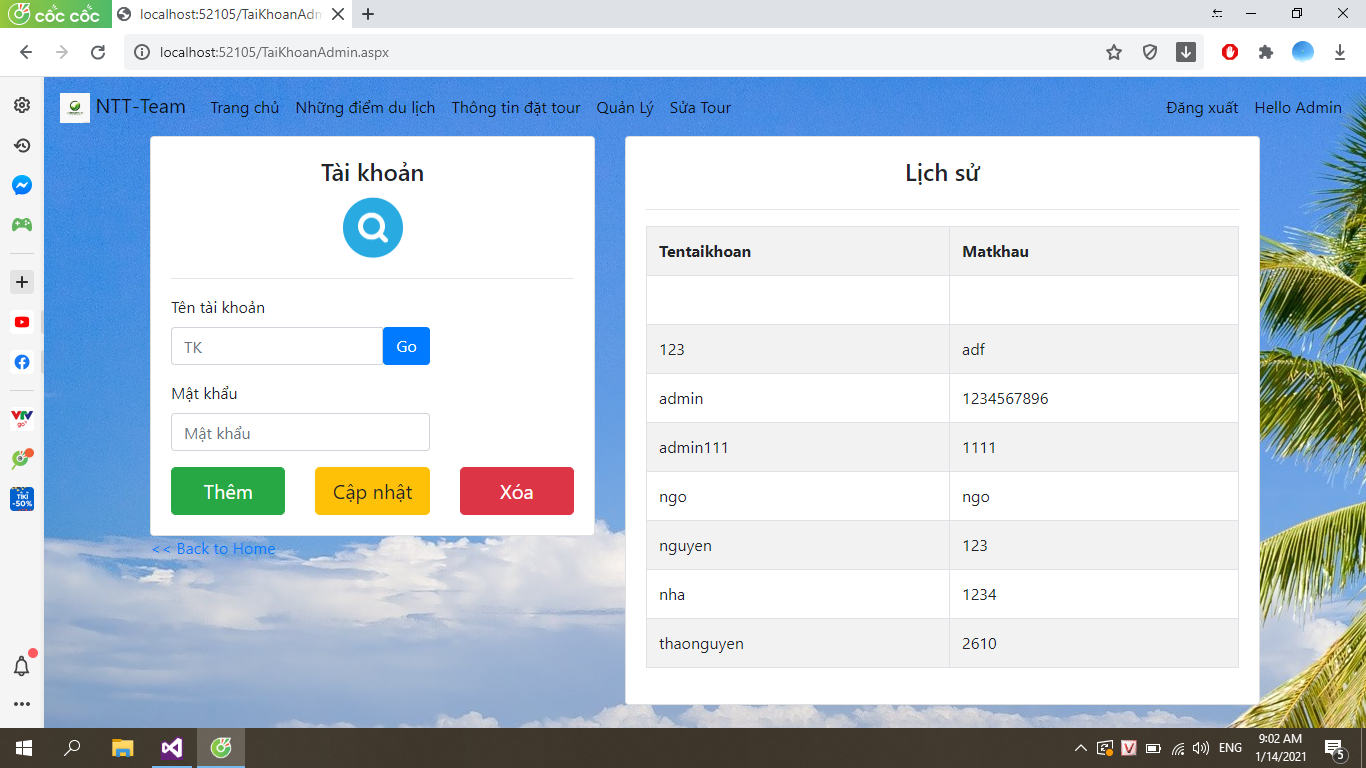 cốc cốc
localhost:52105/TaiKhoanAdm
localhost:52105/TaiKhoanAdmin.aspx
NTT-Team Trang chủ Những điểm du lịch Thông tin đặt tour Quản Lý Sửa Tour Đăng xuất Hello Admin
Tài khoản
Tên tài khoản
TK Go
Mật khẩu
Mật khẩu
Thêm Cập nhật Xóa
<< Back to Home
Lịch sử
Tentaikhoan Matkhau
123 adf
admin 1234567896
admin111 1111
ngo ngo
nguyen 123
nha 1234
thaonguyen 2610
VTV
go
TIKI
-50%
ENG
9:02 AM
1/14/2021
5